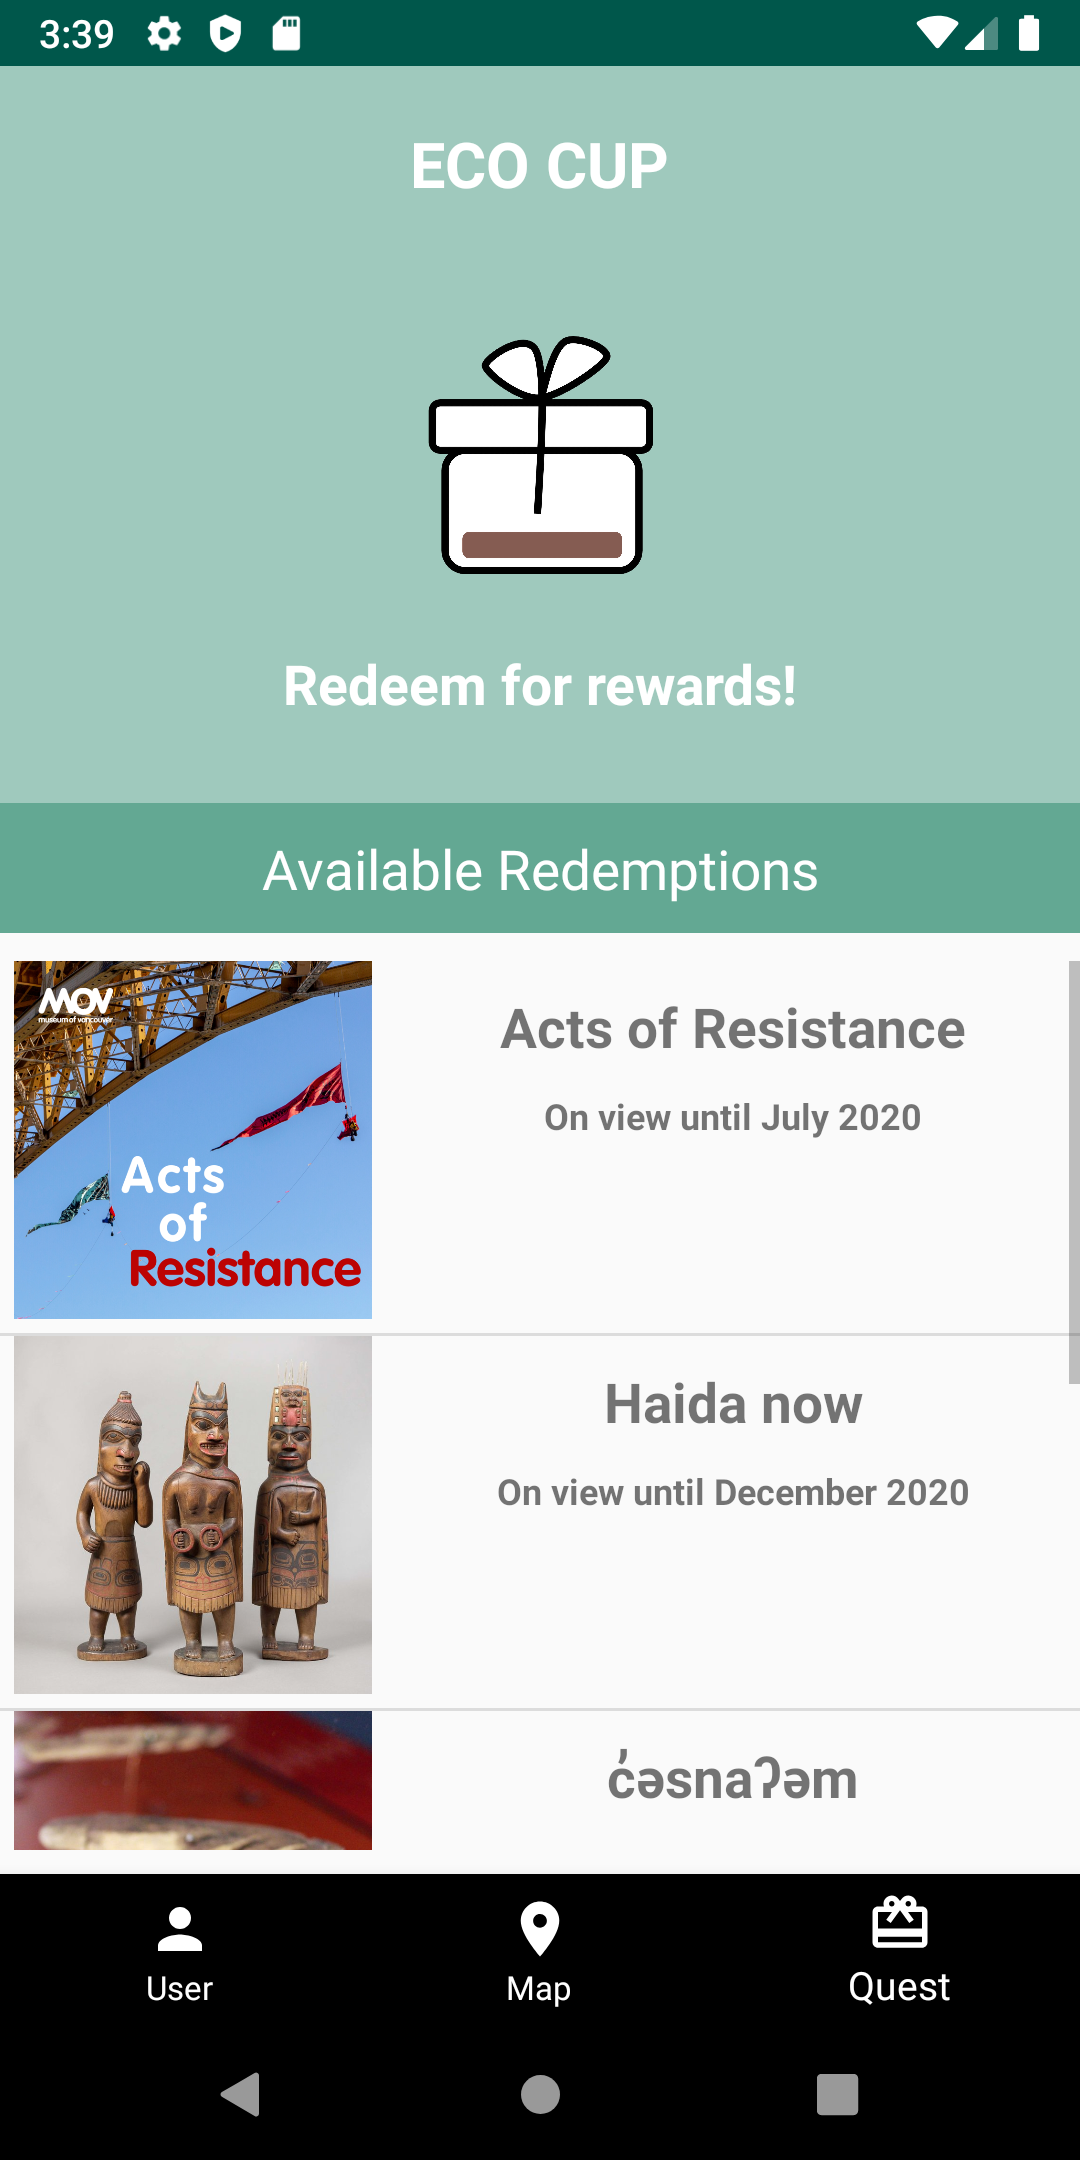 3:39
ECO CUP
Redeem for rewards!
Available Redemptions
MOV
museum of vancouver
Acts
of
Resistance
Acts of Resistance
On view until July 2020
Haida now
On view until December 2020
c̓əsnaʔəm
User
Map
Quest